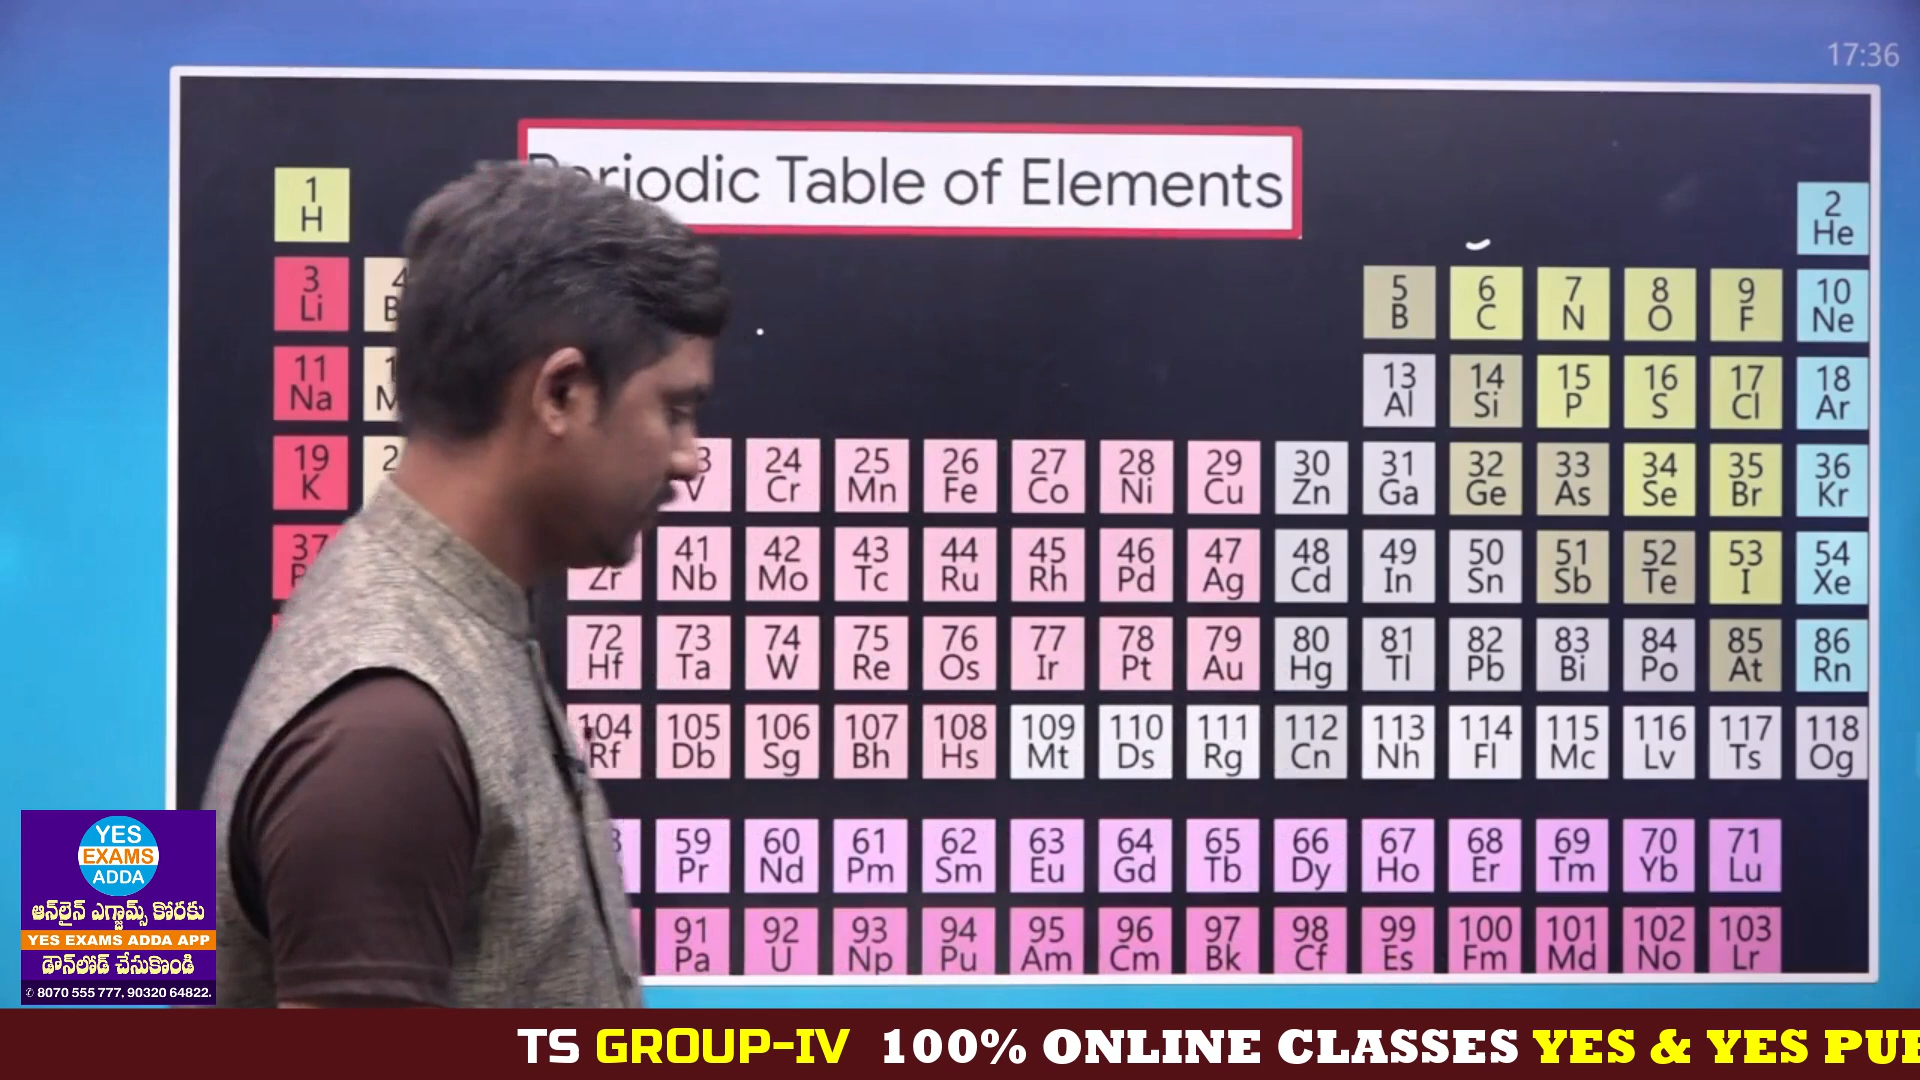 17:36
Periodic Table of Elements
1 2
H He
3 4 5 6 7 8 9 10
Li B C N O F Ne
11 13 14 15 16 17 18
Na Al Si P S Cl Ar
19 24 25 26 27 28 29 30 31 32 33 34 35 36
K V Cr Mn Fe Co Ni Cu Zn Ga Ge As Se Br Kr
37 41 42 43 44 45 46 47 48 49 50 51 52 53 54
Zr Nb Mo Tc Ru Rh Pd Ag Cd In Sn Sb Te I Xe
72 73 74 75 76 77 78 79 80 81 82 83 84 85 86
Hf Ta W Re Os Ir Pt Au Hg Tl Pb Bi Po At Rn
104 105 106 107 108 109 110 111 112 113 114 115 116 117 118
Rf Db Sg Bh Hs Mt Ds Rg Cn Nh Fl Mc Lv Ts Og
59 60 61 62 63 64 65 66 67 68 69 70 71
Pr Nd Pm Sm Eu Gd Tb Dy Ho Er Tm Yb Lu
91 92 93 94 95 96 97 98 99 100 101 102 103
Pa U Np Pu Am Cm Bk Cf Es Fm Md No Lr
YES
EXAMS
ADDA
ఆన్‌లైన్ ఎగ్జామ్స్ కోరకు
YES EXAMS ADDA APP
డౌన్‌లోడ్ చేసుకొండి
✆ 8070 555 777, 90320 64822.
TS GROUP-IV 100% ONLINE CLASSES YES & YES PUB